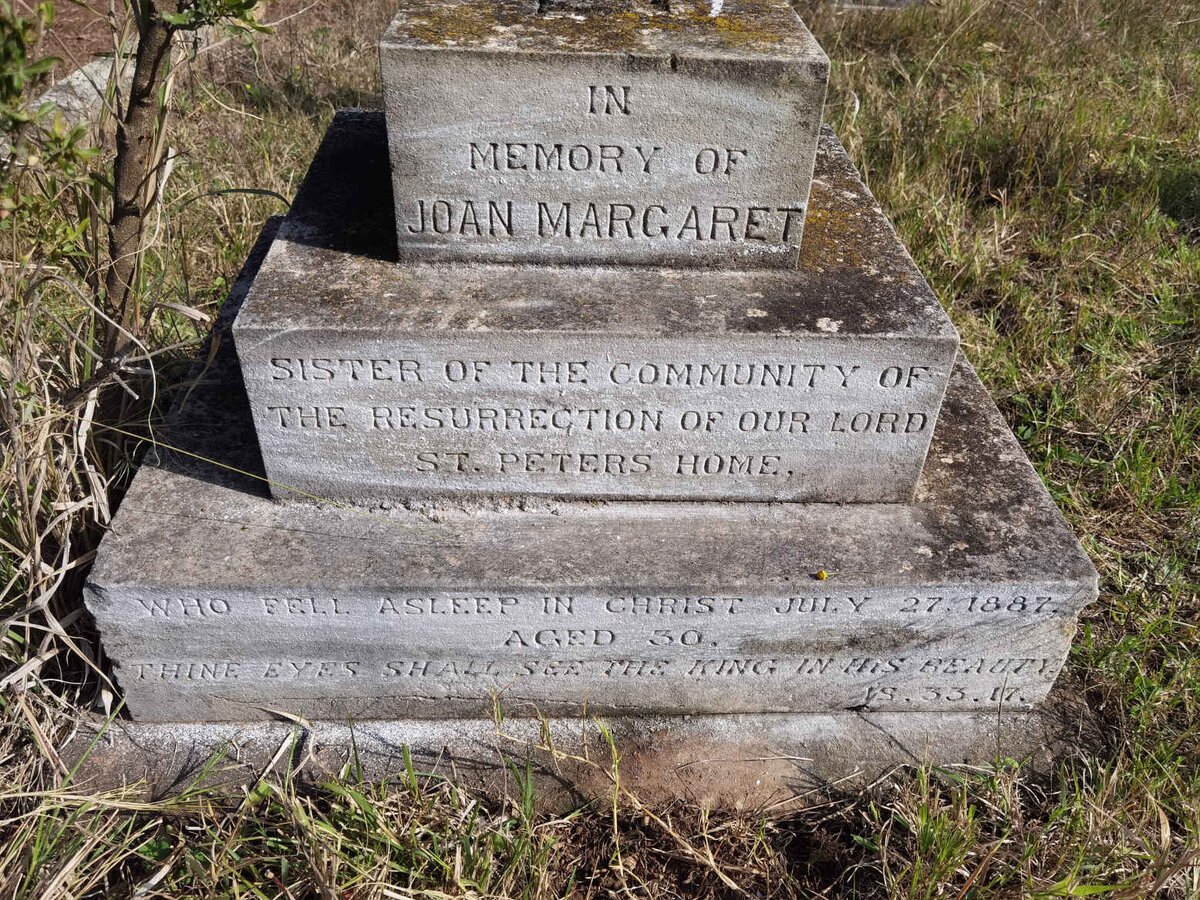 IN
MEMORY OF
JOAN MARGARET
SISTER OF THE COMMUNITY OF
THE RESURRECTION OF OUR LORD
ST. PETERS HOME,
WHO FELL ASLEEP IN CHRIST JULY 27. 1887.
AGED 30.
THINE EYES SHALL SEE THE KING IN HIS BEAUTY.
IS. 33. 17.